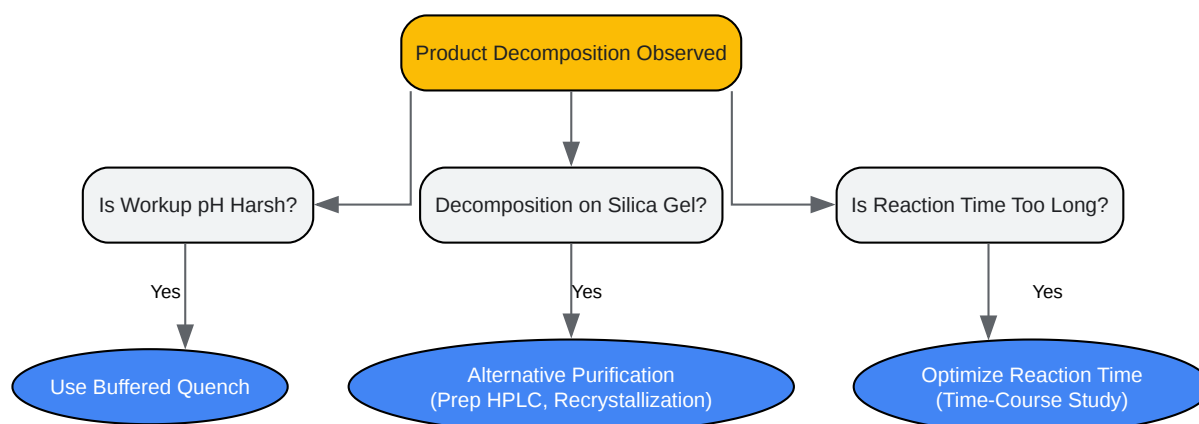 Product Decomposition Observed
Is Workup pH Harsh?
Decomposition on Silica Gel?
Is Reaction Time Too Long?
Yes
Yes
Yes
Use Buffered Quench
Alternative Purification
(Prep HPLC, Recrystallization)
Optimize Reaction Time
(Time-Course Study)